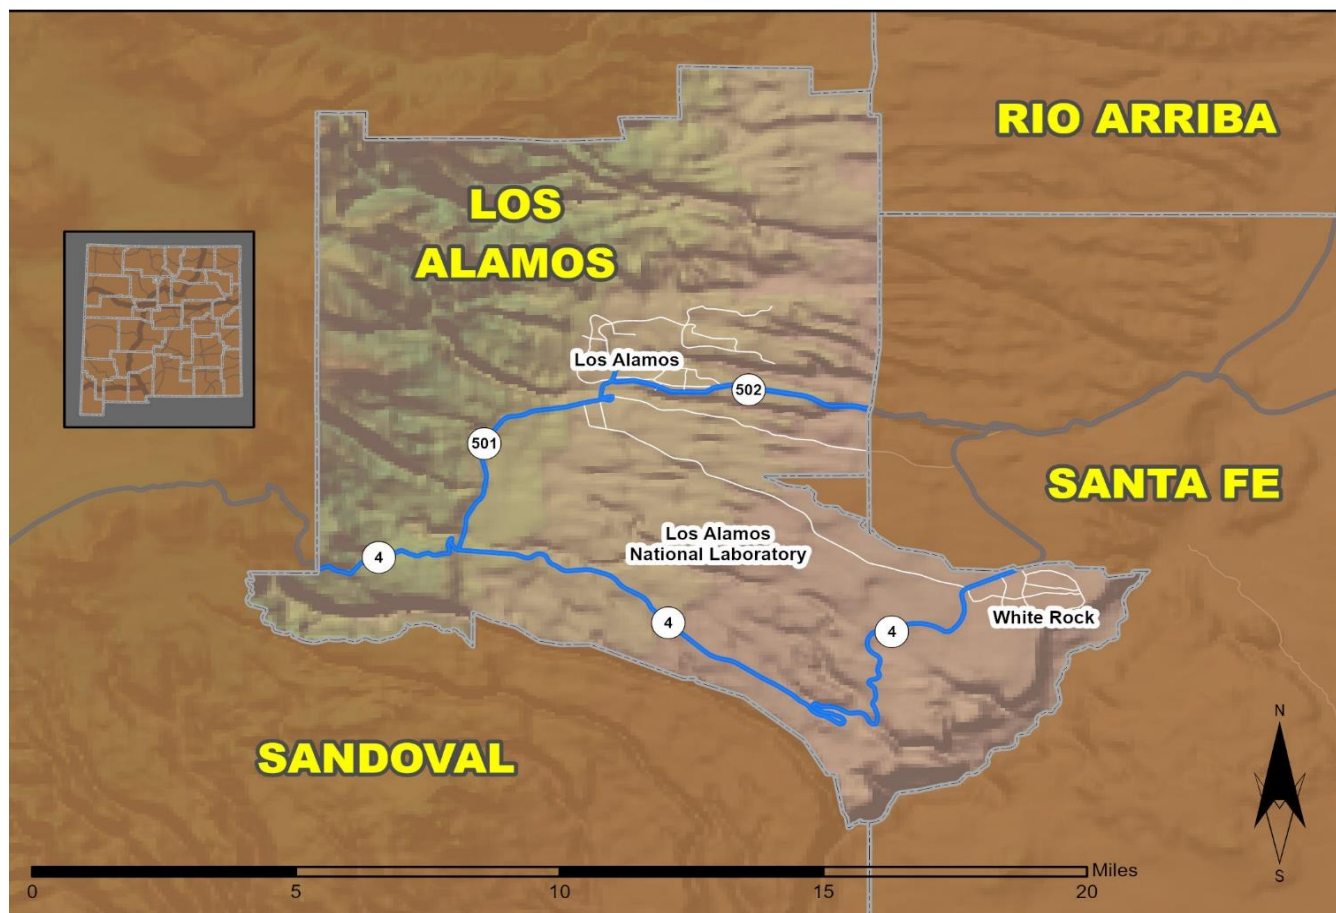 RIO ARRIBA
LOS
ALAMOS
Los Alamos
502
501
SANTA FE
Los Alamos
National Laboratory
4
4
4
White Rock
SANDOVAL
N
S
Miles
0
5
10
15
20